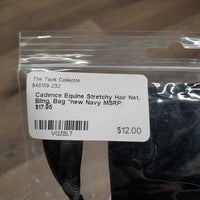 The Tack Collector
848159-232
Cadence Equine Stretchy Hair Net,
Bling, Bag *new Navy MSRP:
$17.95
VQZBL7
$12.00